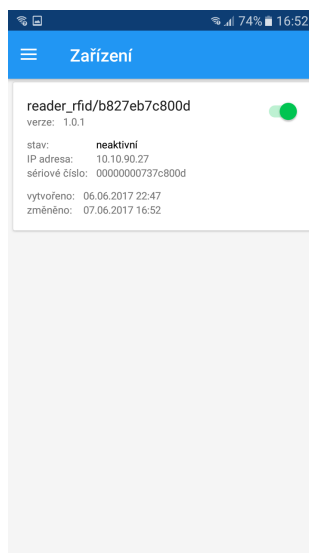 74% 16:52
Zařízení
reader_rfid/b827eb7c800d
verze: 1.0.1
stav: neaktivní
IP adresa: 10.10.90.27
sériové číslo: 00000000737c800d
vytvořeno: 06.06.2017 22:47
změněno: 07.06.2017 16:52